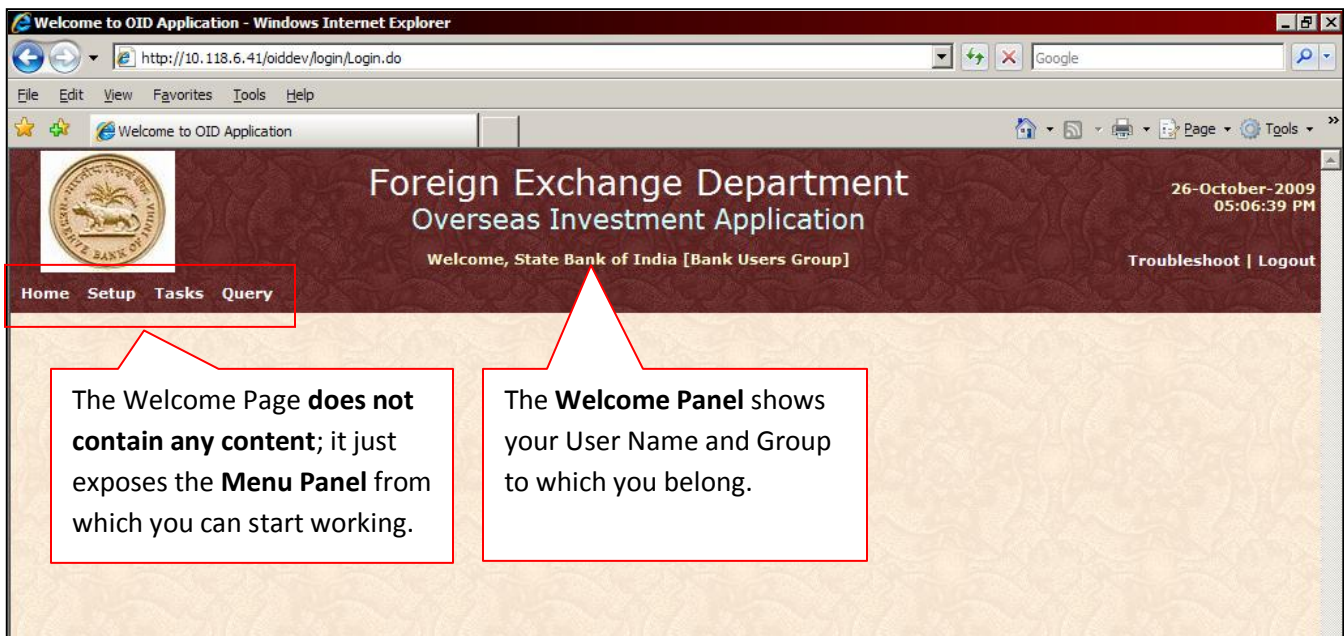 Welcome to OID Application - Windows Internet Explorer
http://10.118.6.41/oiddev/login/Login.do
Google
File Edit View Favorites Tools Help
Welcome to OID Application
Page Tools »
Foreign Exchange Department
Overseas Investment Application
26-October-2009
05:06:39 PM
Welcome, State Bank of India [Bank Users Group]
Troubleshoot | Logout
Home Setup Tasks Query
The Welcome Page does not
contain any content; it just
exposes the Menu Panel from
which you can start working.
The Welcome Panel shows
your User Name and Group
to which you belong.